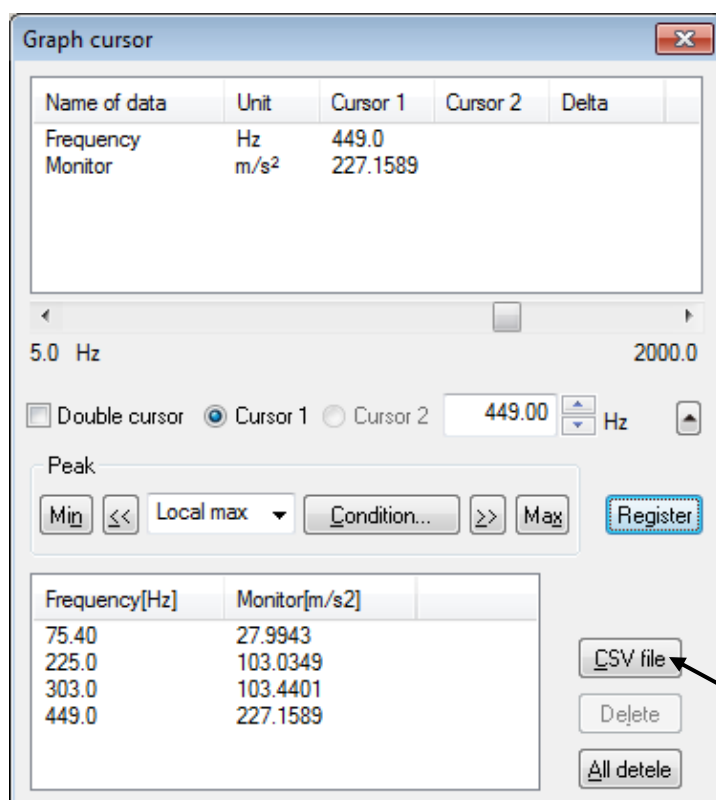 Graph cursor
Name of data Unit Cursor 1 Cursor 2 Delta
Frequency Hz 449.0
Monitor m/s² 227.1589
5.0 Hz 2000.0
Double cursor Cursor 1 Cursor 2 449.00 Hz
Peak
Min << Local max Condition... >> Max Register
Frequency[Hz] Monitor[m/s2]
75.40 27.9943
225.0 103.0349
303.0 103.4401
449.0 227.1589
CSV file
Delete
All detele